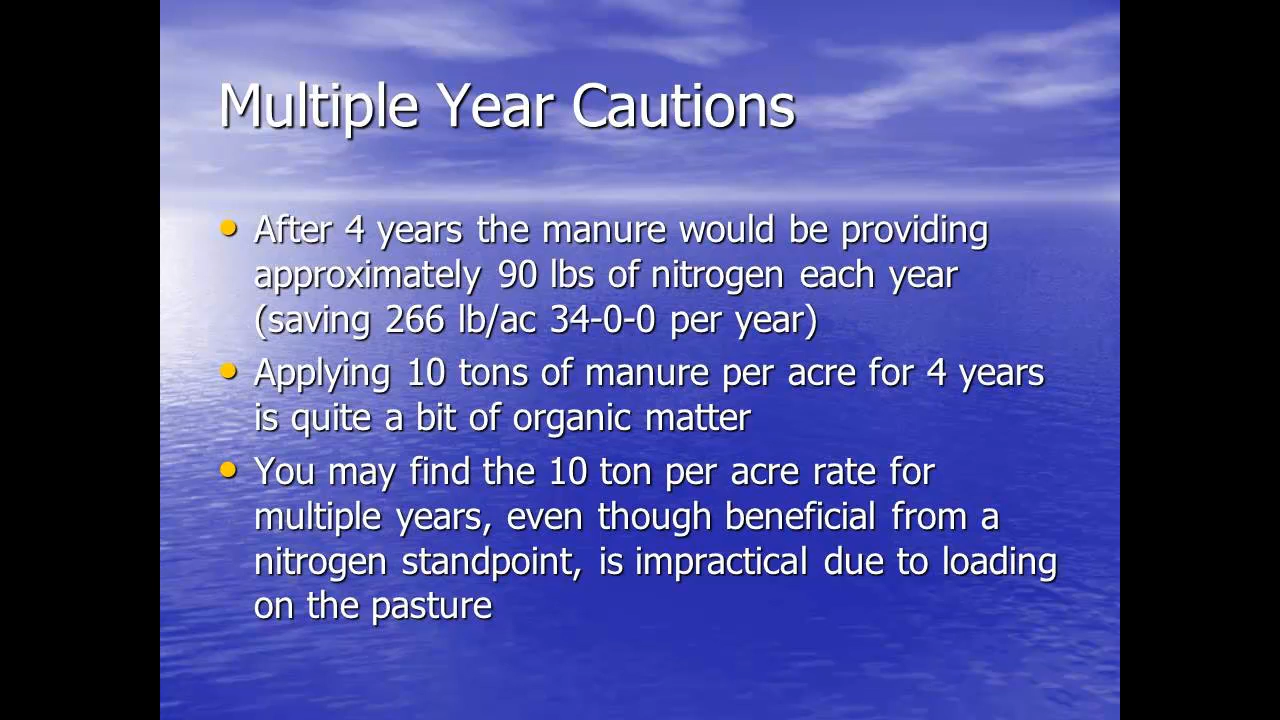 Multiple Year Cautions
• After 4 years the manure would be providing
approximately 90 lbs of nitrogen each year
(saving 266 lb/ac 34-0-0 per year)
• Applying 10 tons of manure per acre for 4 years
is quite a bit of organic matter
• You may find the 10 ton per acre rate for
multiple years, even though beneficial from a
nitrogen standpoint, is impractical due to loading
on the pasture